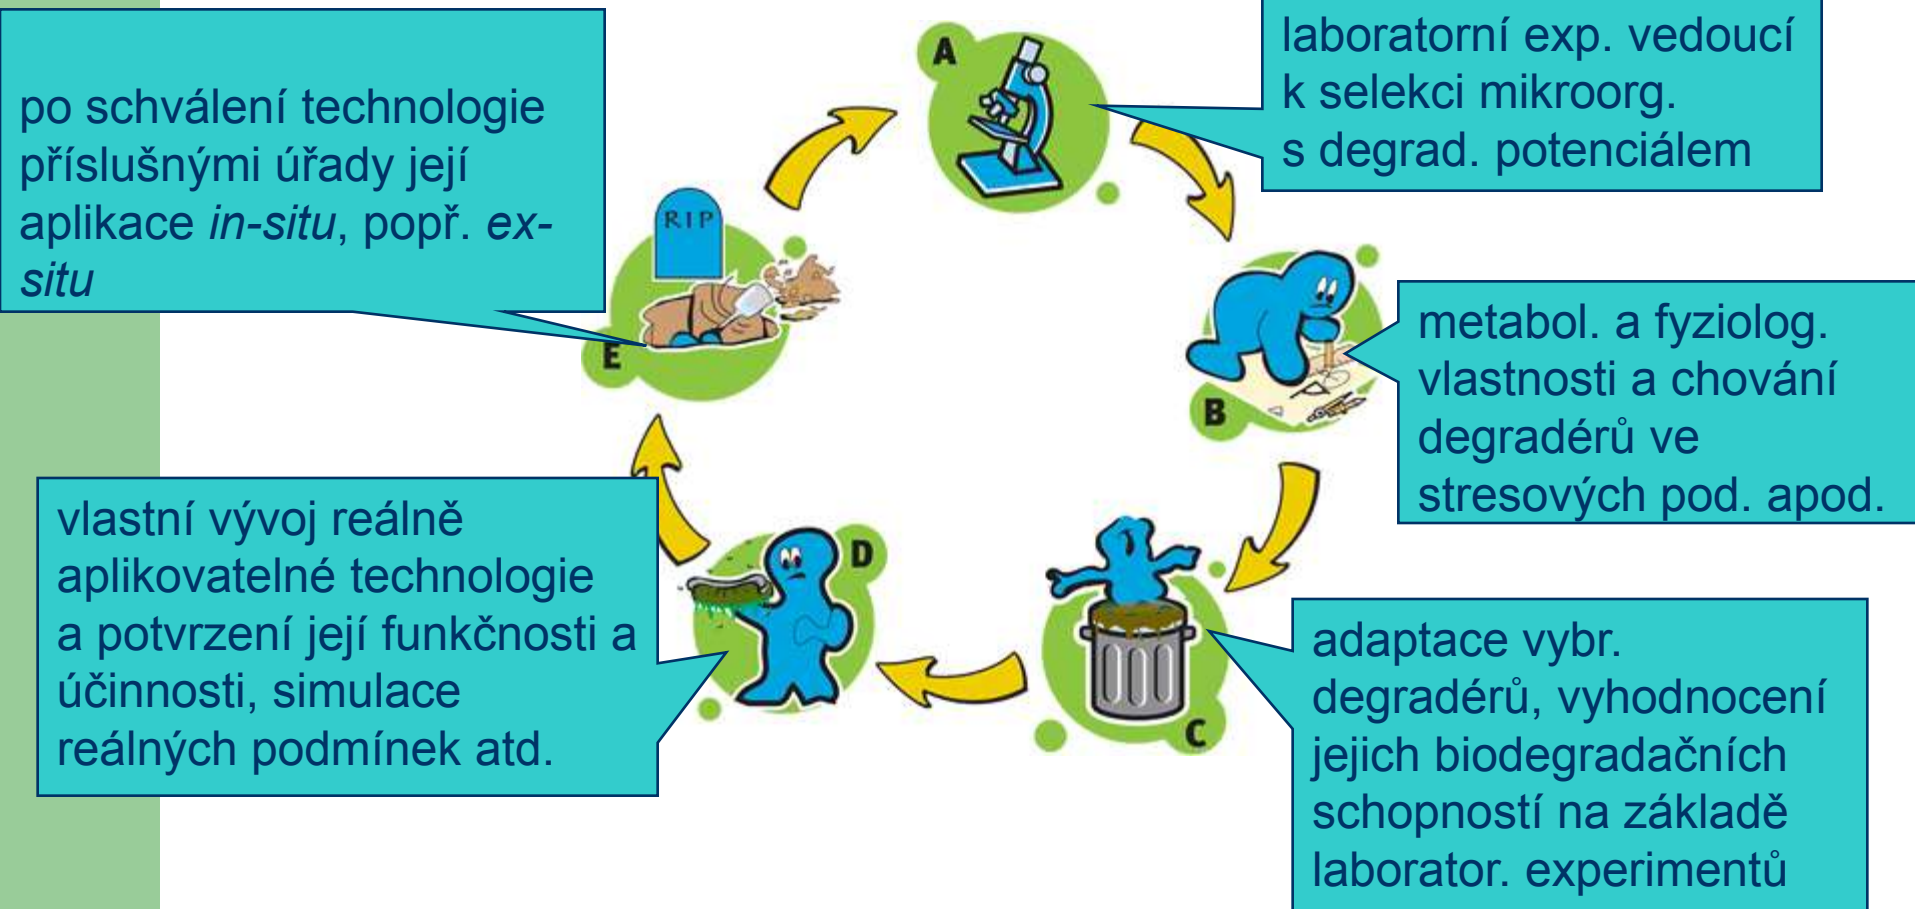 A
laboratorní exp. vedoucí
k selekci mikroorg.
s degrad. potenciálem
B
metabol. a fyziolog.
vlastnosti a chování
degradérů ve
stresových pod. apod.
C
adaptace vybr.
degradérů, vyhodnocení
jejich biodegradačních
schopností na základě
laborator. experimentů
D
vlastní vývoj reálně
aplikovatelné technologie
a potvrzení její funkčnosti a
účinnosti, simulace
reálných podmínek atd.
E
RIP
po schválení technologie
příslušnými úřady její
aplikace in-situ, popř. ex-
situ